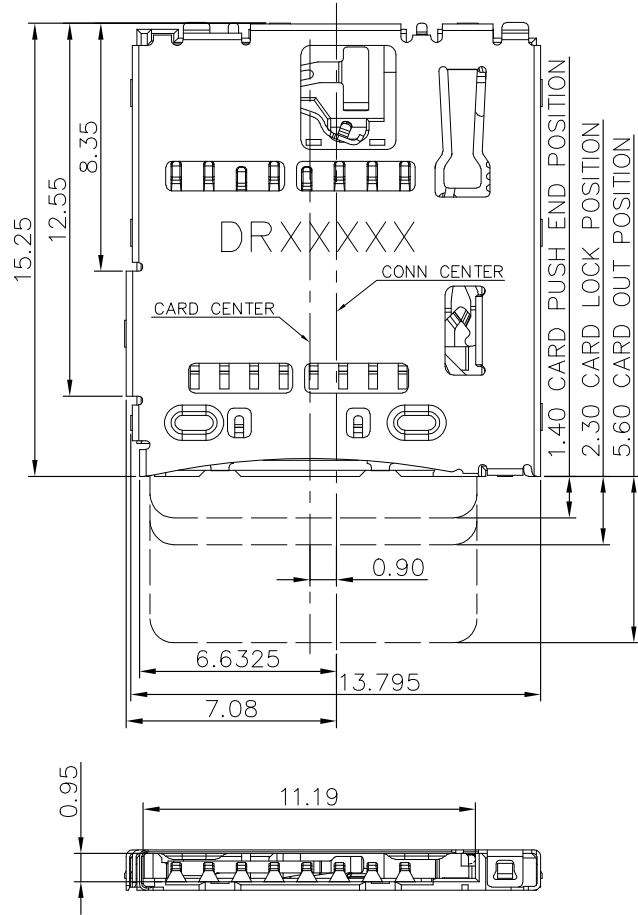 15.25
12.55
8.35
DRXXXXX
CARD CENTER
CONN CENTER
1.40 CARD PUSH END POSITION
2.30 CARD LOCK POSITION
5.60 CARD OUT POSITION
0.90
6.6325
13.795
7.08
0.95
11.19